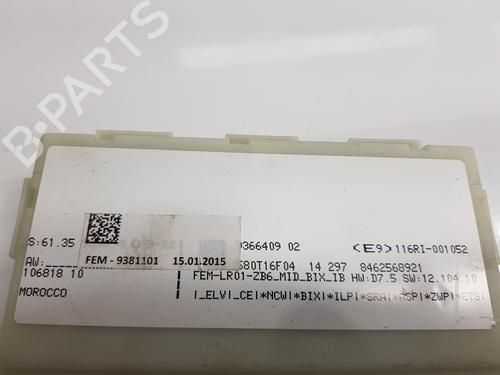 B-PARTS
S:61.35
9366409 02
<E9>116RI-001052
FEM - 9381101 15.01.2015
AW:
580T16F04 14 297 8462568921
106818 10
FEM-LR01-ZB6_MID_BIX_IB HW:D7.5 SW:12.104.10
MOROCCO
|_ELV|_CE|*NCW|*BIX|*ILP|*SRA|*ASP|*ZWP|*ETS|